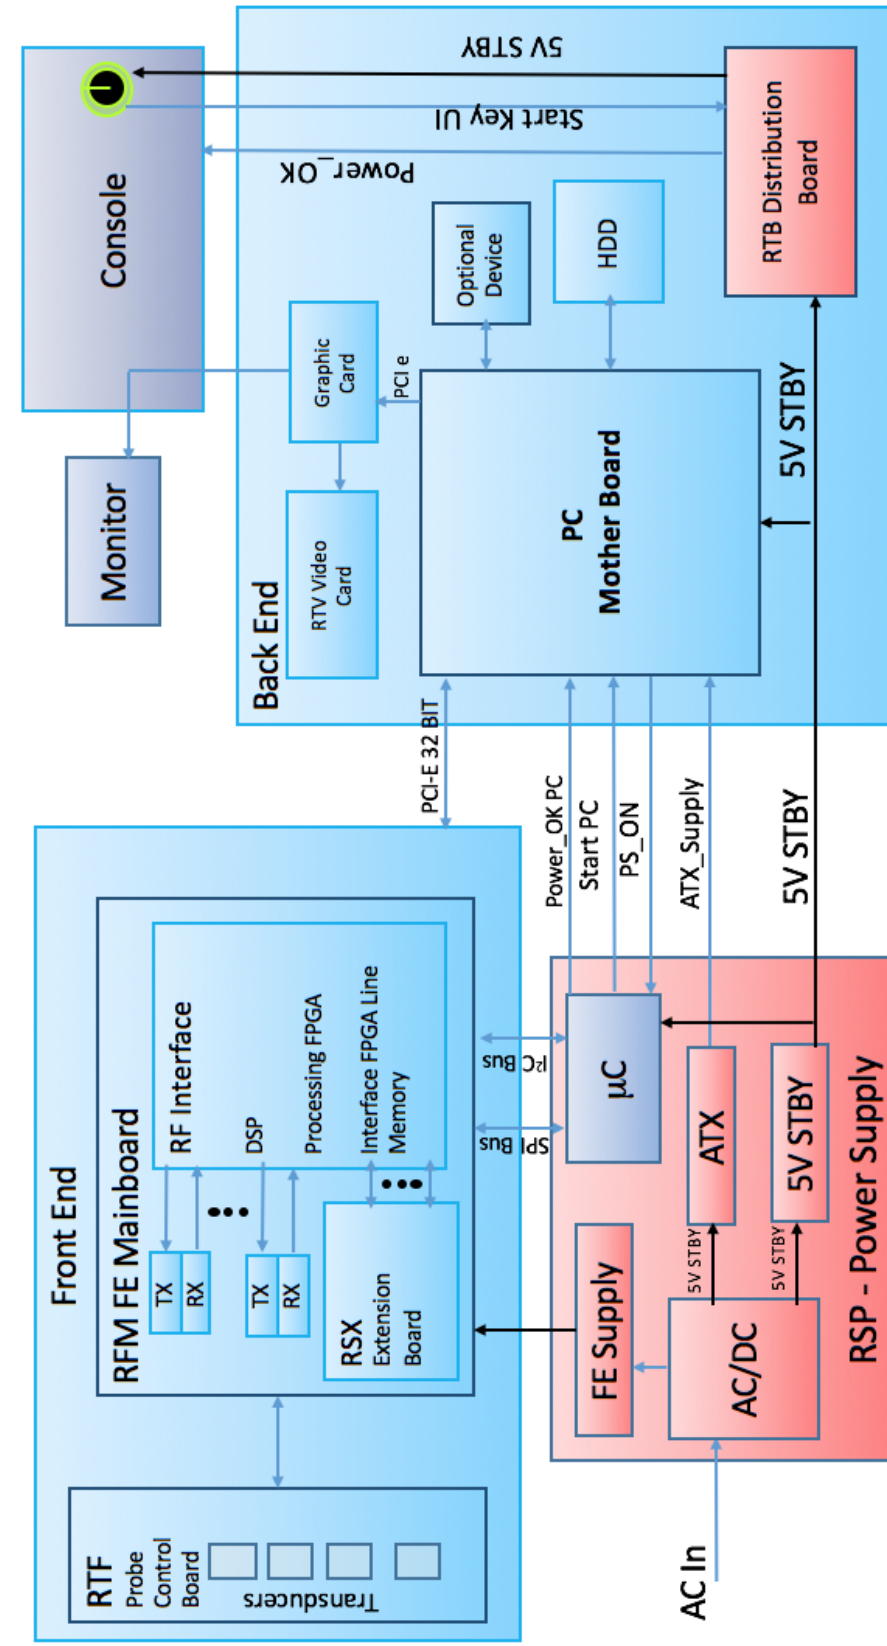 Front End
RTF
Probe
Control
Board
Transducers
RFM FE Mainboard
TX
RX
TX
RX
RF Interface
DSP
Processing FPGA
Interface FPGA Line
Memory
RSX
Extension
Board
PCI-E 32 BIT
SPI Bus
I²C Bus
AC In
AC/DC
FE Supply
5V STBY
5V STBY
ATX
5V STBY
µC
RSP - Power Supply
Power_OK PC
Start PC
PS_ON
ATX_Supply
5V STBY
Monitor
Console
Back End
RTV Video
Card
Graphic
Card
PCI e
Optional
Device
HDD
PC
Mother Board
5V STBY
RTB Distribution
Board
Power_OK
Start Key UI
5V STBY